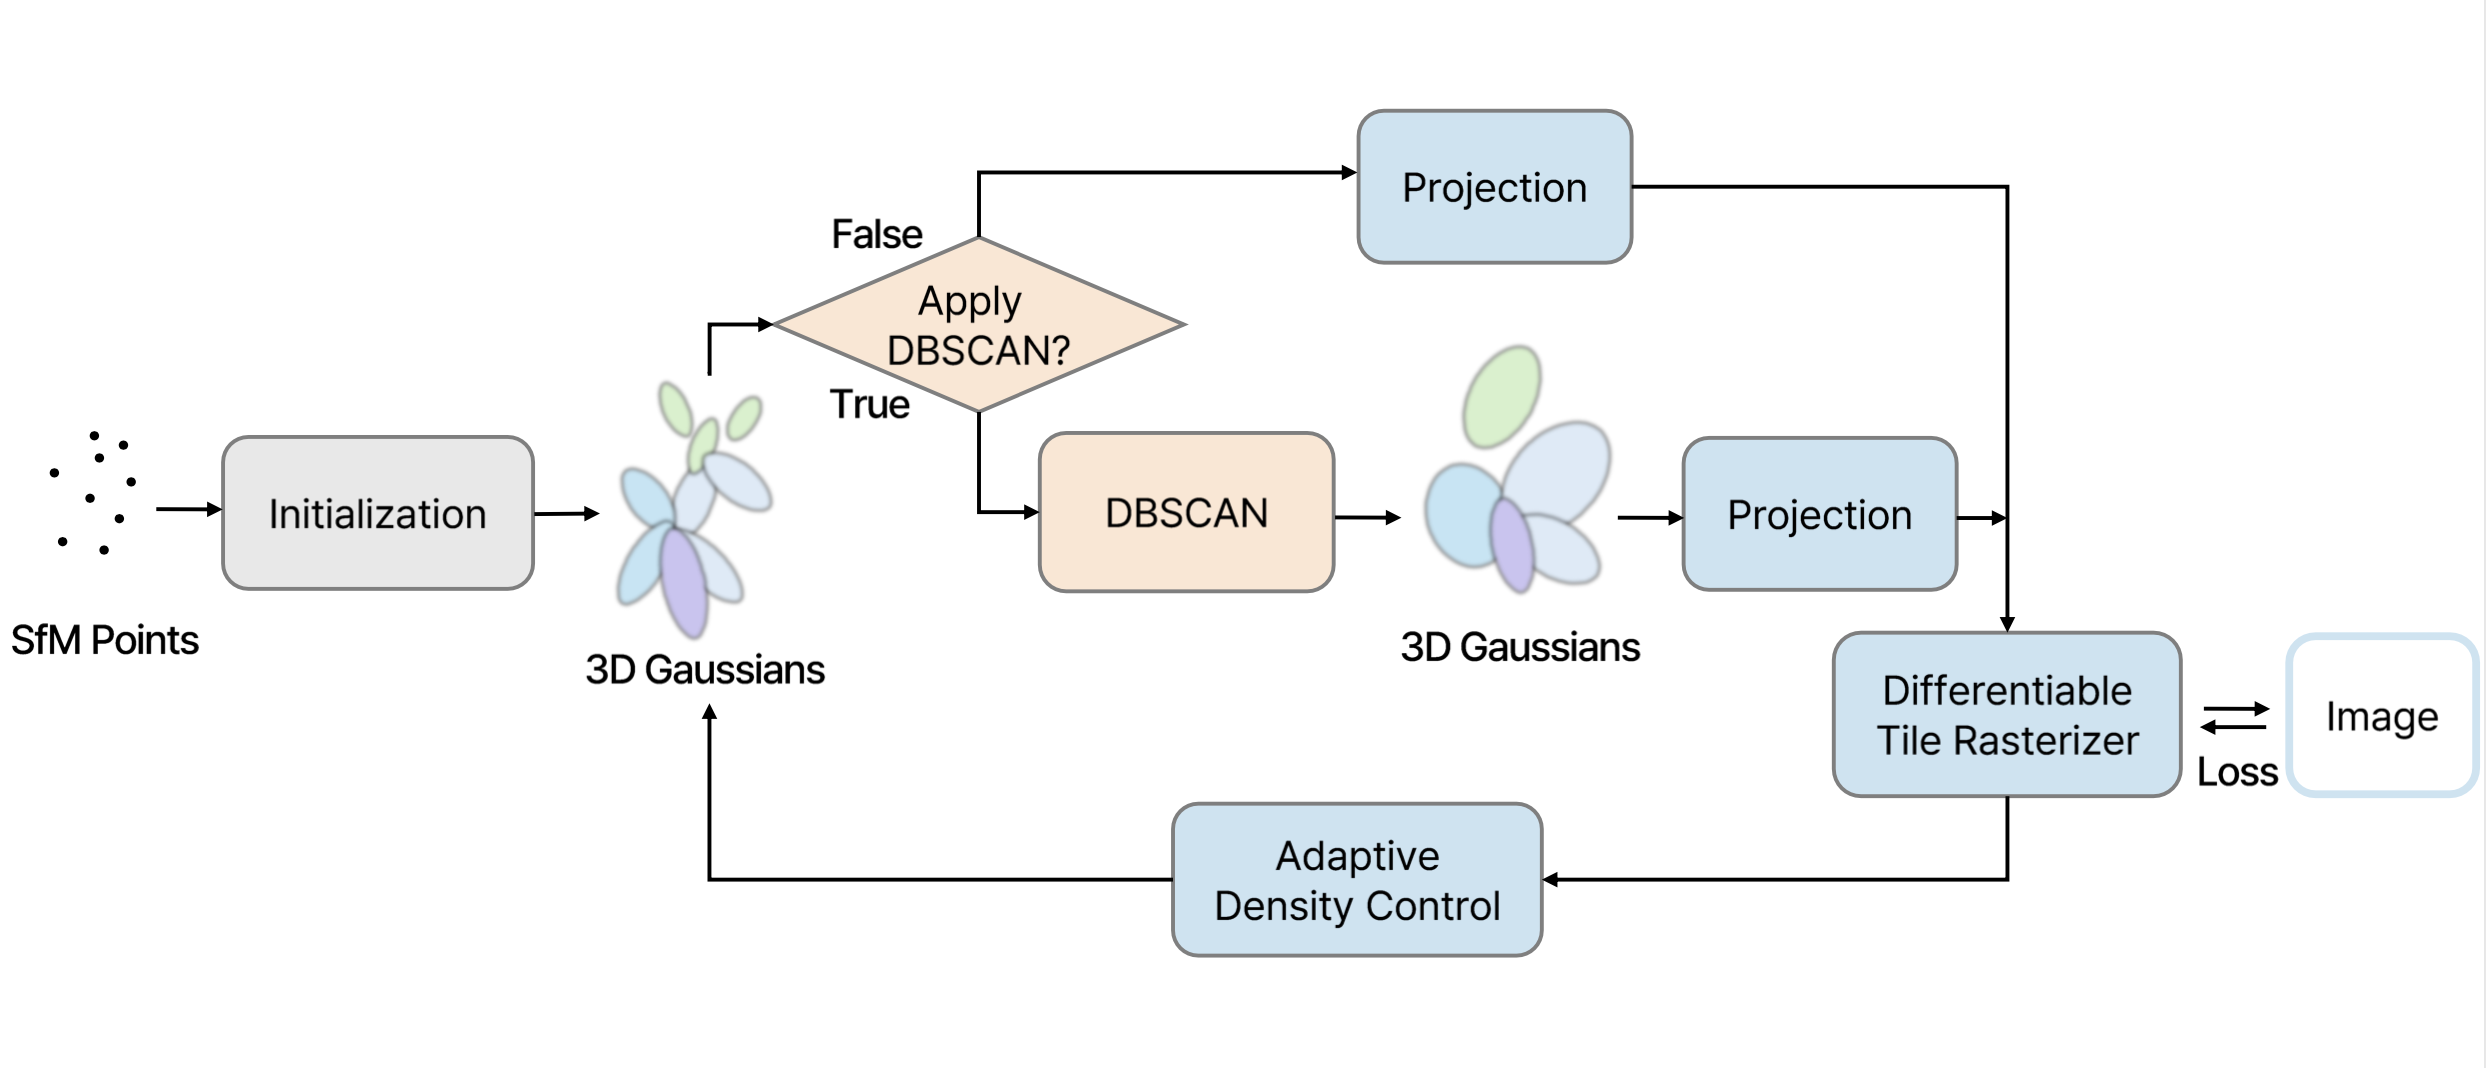 Projection
False
Apply
DBSCAN?
True
Initialization
DBSCAN
Projection
SfM Points
3D Gaussians
3D Gaussians
Differentiable
Tile Rasterizer
Image
Loss
Adaptive
Density Control